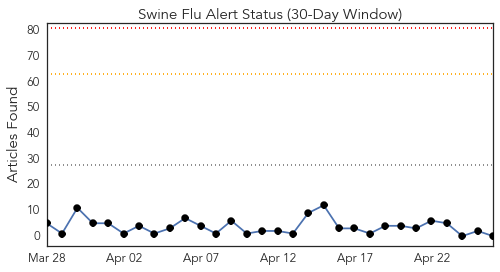 Swine Flu Alert Status (30-Day Window)
Articles Found
80
70
60
50
40
30
20
10
0
Mar 28
Apr 02
Apr 07
Apr 12
Apr 17
Apr 22